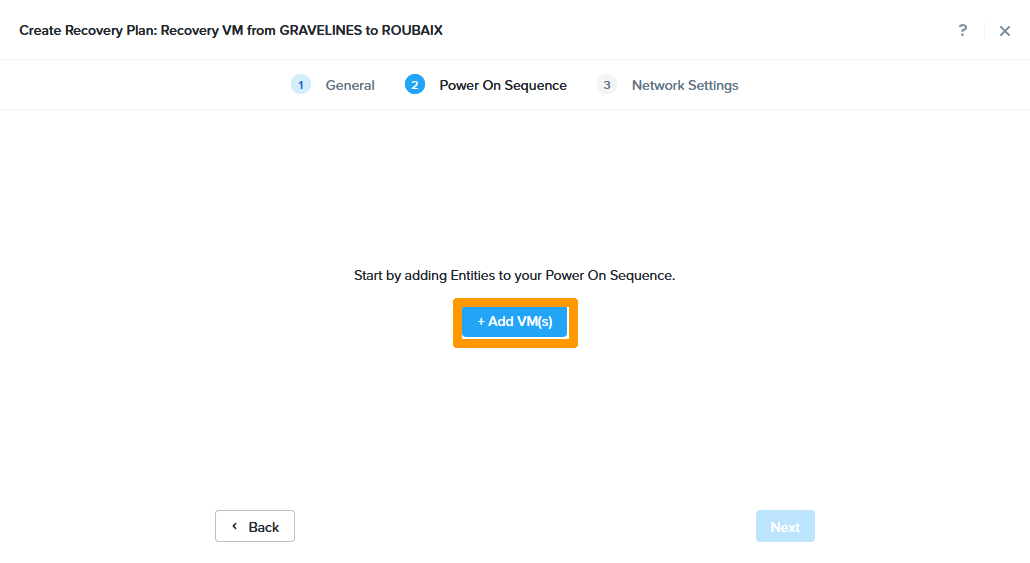 Create Recovery Plan: Recovery VM from GRAVELINES to ROUBAIX
?
1 General 2 Power On Sequence 3 Network Settings
Start by adding Entities to your Power On Sequence.
+ Add VM(s)
Back Next